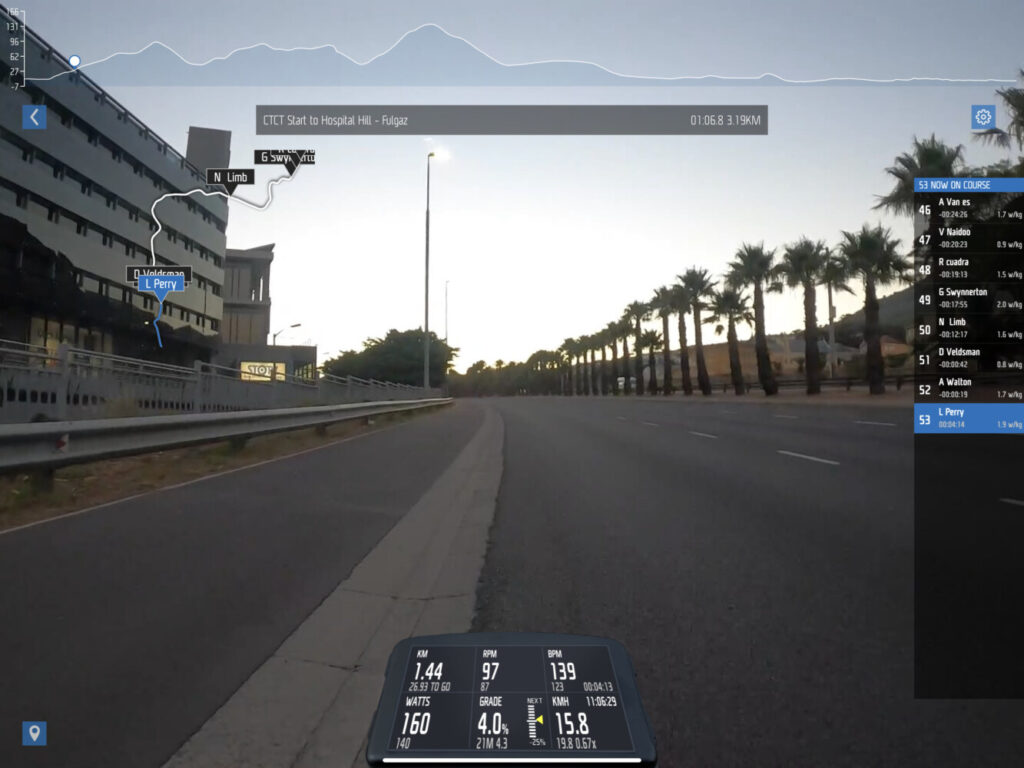 166
131
96
62
27
-7
CTCT Start to Hospital Hill - Fulgaz 01:06.8 3.19KM
G Swynnerton
N Limb
D Veldsman
L Perry
53 NOW ON COURSE
46 A Van es
-00:24:26 1.7 w/kg
47 V Naidoo
-00:20:23 0.9 w/kg
48 R cuadra
-00:19:13 1.5 w/kg
49 G Swynnerton
-00:17:55 2.0 w/kg
50 N Limb
-00:12:17 1.6 w/kg
51 D Veldsman
-00:00:42 0.8 w/kg
52 A Walton
-00:00:19 1.7 w/kg
53 L Perry
00:04:14 1.9 w/kg
KM RPM BPM
1.44 97 139
26.93 TO GO 87 123 00:04:13
WATTS GRADE NEXT KMH 11:06:29
160 4.0% 15.8
140 21M 4.3 -25% 19.8 0.67x